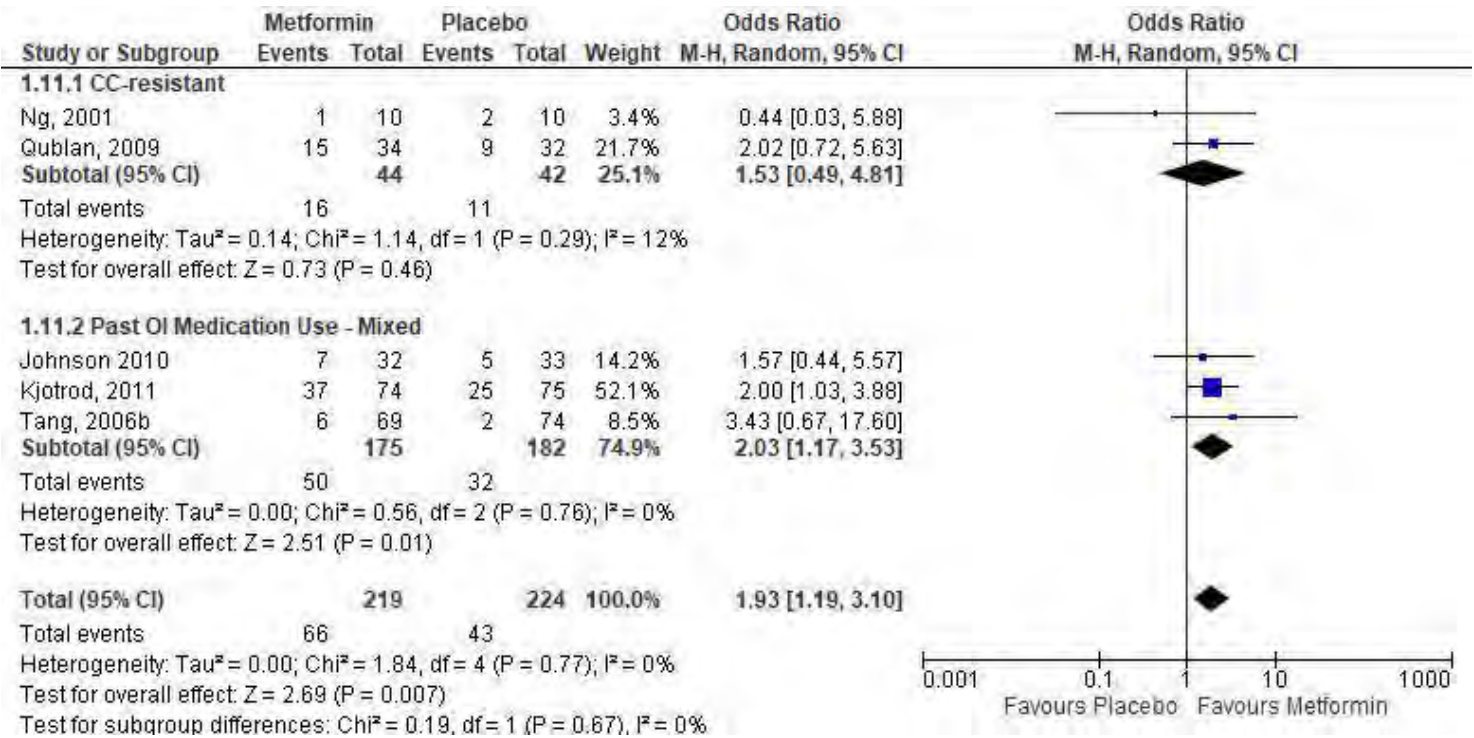 Metformin Placebo Odds Ratio Odds Ratio
Study or Subgroup Events Total Events Total Weight M-H, Random, 95% CI M-H, Random, 95% CI
1.11.1 CC-resistant
Ng, 2001 1 10 2 10 3.4% 0.44 [0.03, 5.88]
Qublan, 2009 15 34 9 32 21.7% 2.02 [0.72, 5.63]
Subtotal (95% CI) 44 42 25.1% 1.53 [0.49, 4.81]
Total events 16 11
Heterogeneity: Tau² = 0.14; Chi² = 1.14, df = 1 (P = 0.29); I² = 12%
Test for overall effect: Z = 0.73 (P = 0.46)
1.11.2 Past OI Medication Use - Mixed
Johnson 2010 7 32 5 33 14.2% 1.57 [0.44, 5.57]
Kjotrod, 2011 37 74 25 75 52.1% 2.00 [1.03, 3.88]
Tang, 2006b 6 69 2 74 8.5% 3.43 [0.67, 17.60]
Subtotal (95% CI) 175 182 74.9% 2.03 [1.17, 3.53]
Total events 50 32
Heterogeneity: Tau² = 0.00; Chi² = 0.56, df = 2 (P = 0.76); I² = 0%
Test for overall effect: Z = 2.51 (P = 0.01)
Total (95% CI) 219 224 100.0% 1.93 [1.19, 3.10]
Total events 66 43
Heterogeneity: Tau² = 0.00; Chi² = 1.84, df = 4 (P = 0.77); I² = 0%
Test for overall effect: Z = 2.69 (P = 0.007)
Test for subgroup differences: Chi² = 0.19, df = 1 (P = 0.67), I² = 0%
0.001 0.1 1 10 1000
Favours Placebo Favours Metformin